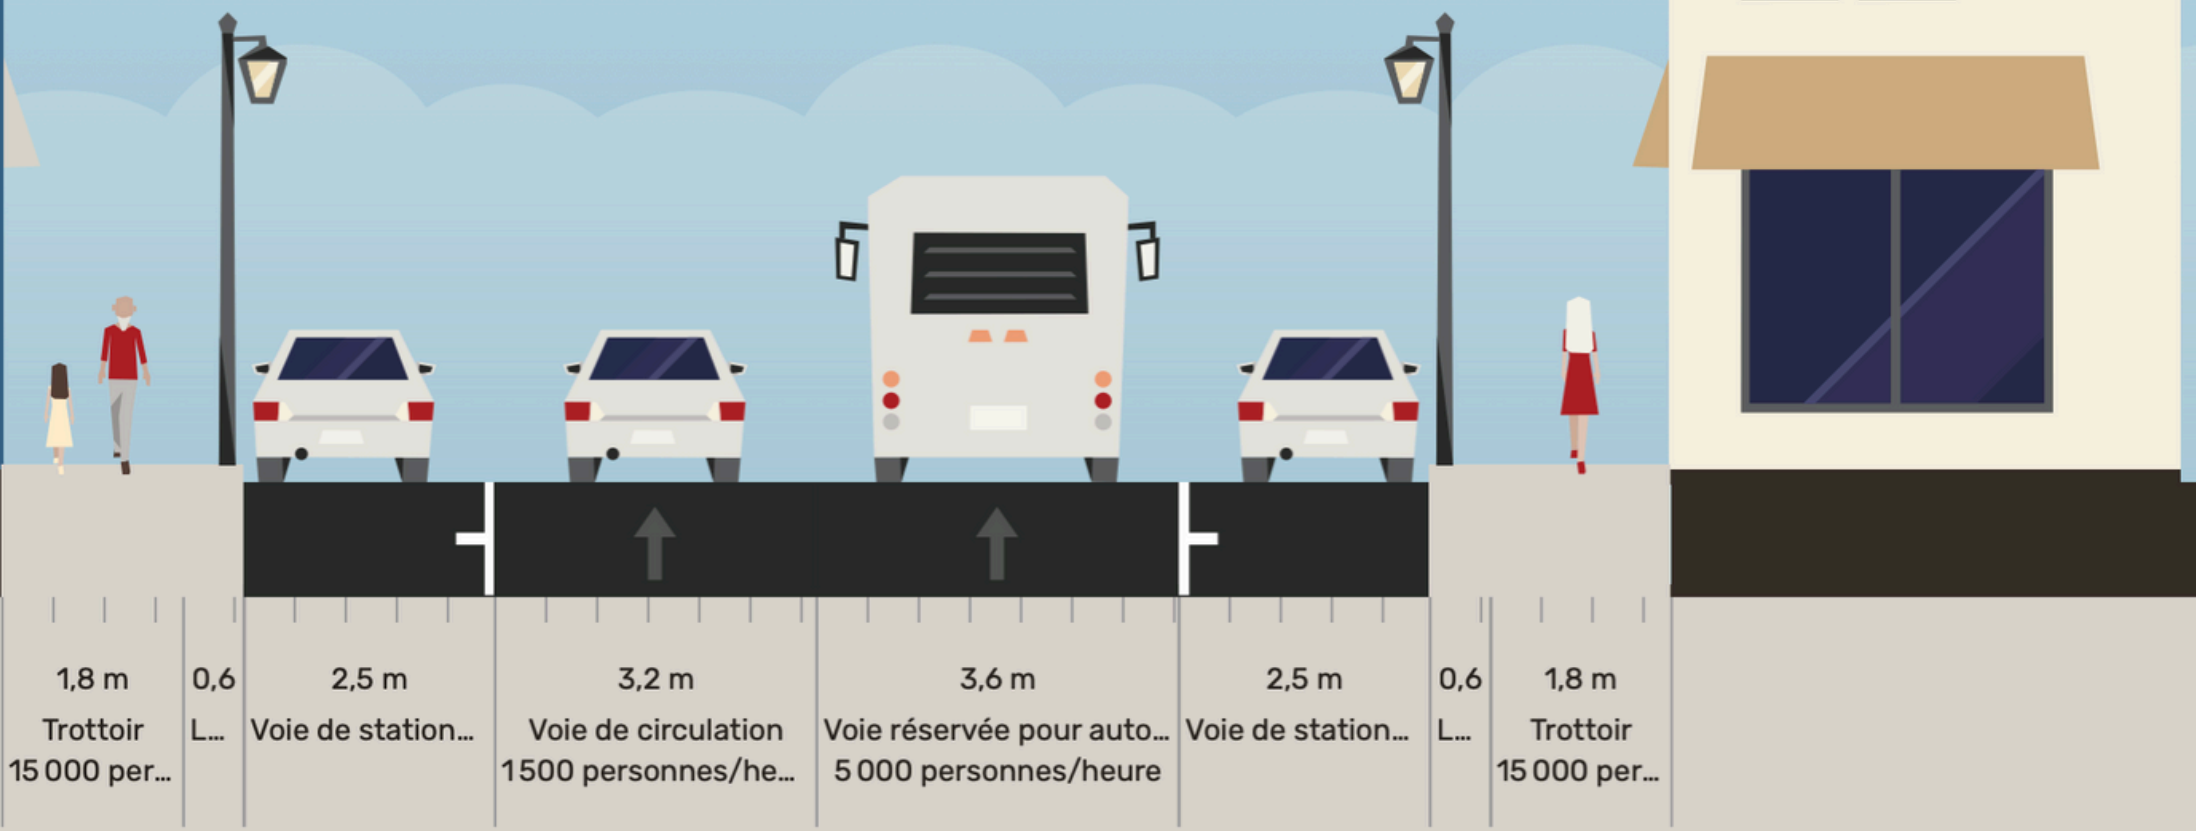 1,8 m
0,6
2,5 m
3,2 m
3,6 m
2,5 m
0,6
1,8 m
Trottoir
L...
Voie de station...
Voie de circulation
Voie réservée pour auto...
Voie de station...
L...
Trottoir
15 000 per...
1 500 personnes/he...
5 000 personnes/heure
15 000 per...